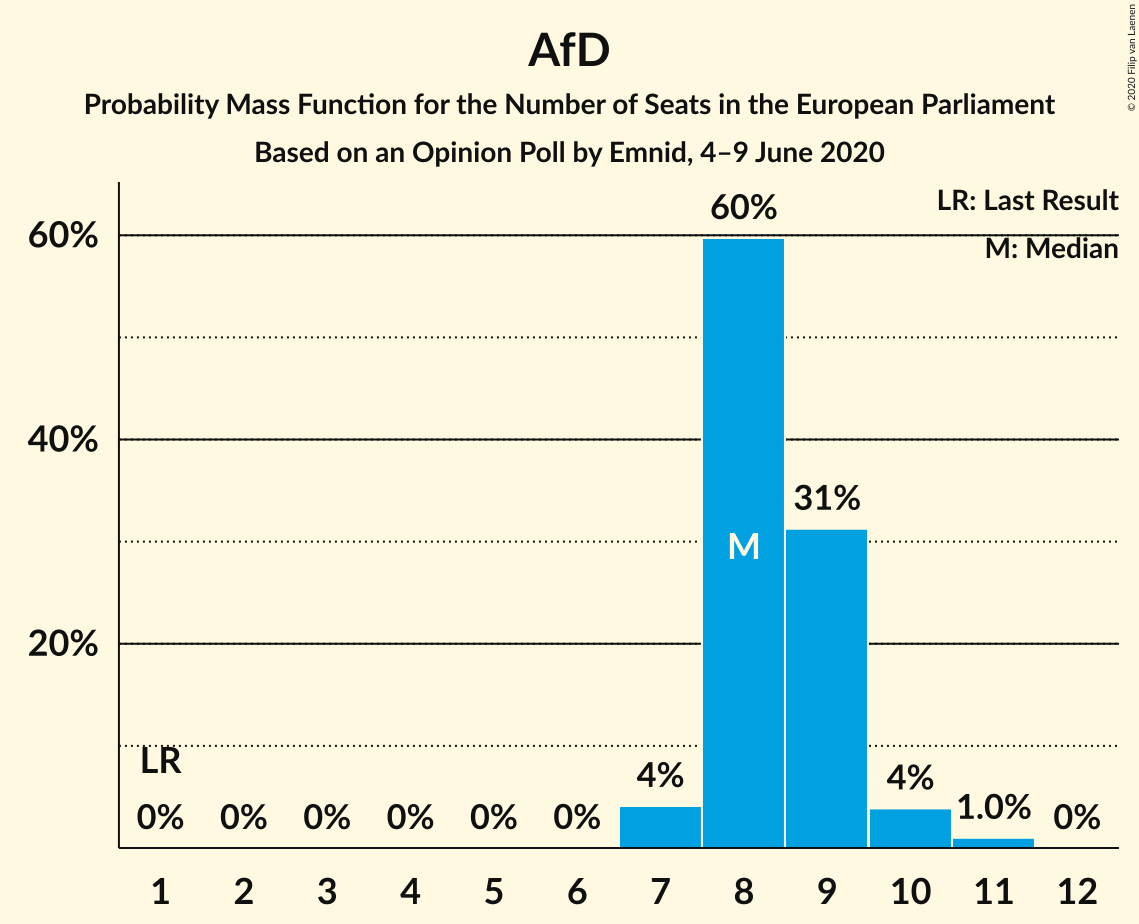 AfD
Probability Mass Function for the Number of Seats in the European Parliament
Based on an Opinion Poll by Emnid, 4–9 June 2020
© 2020 Filip van Laenen
LR: Last Result
M: Median
60%
40%
20%
60%
31%
M
LR
0% 0% 0% 0% 0% 0% 4% 4% 1.0% 0%
1 2 3 4 5 6 7 8 9 10 11 12